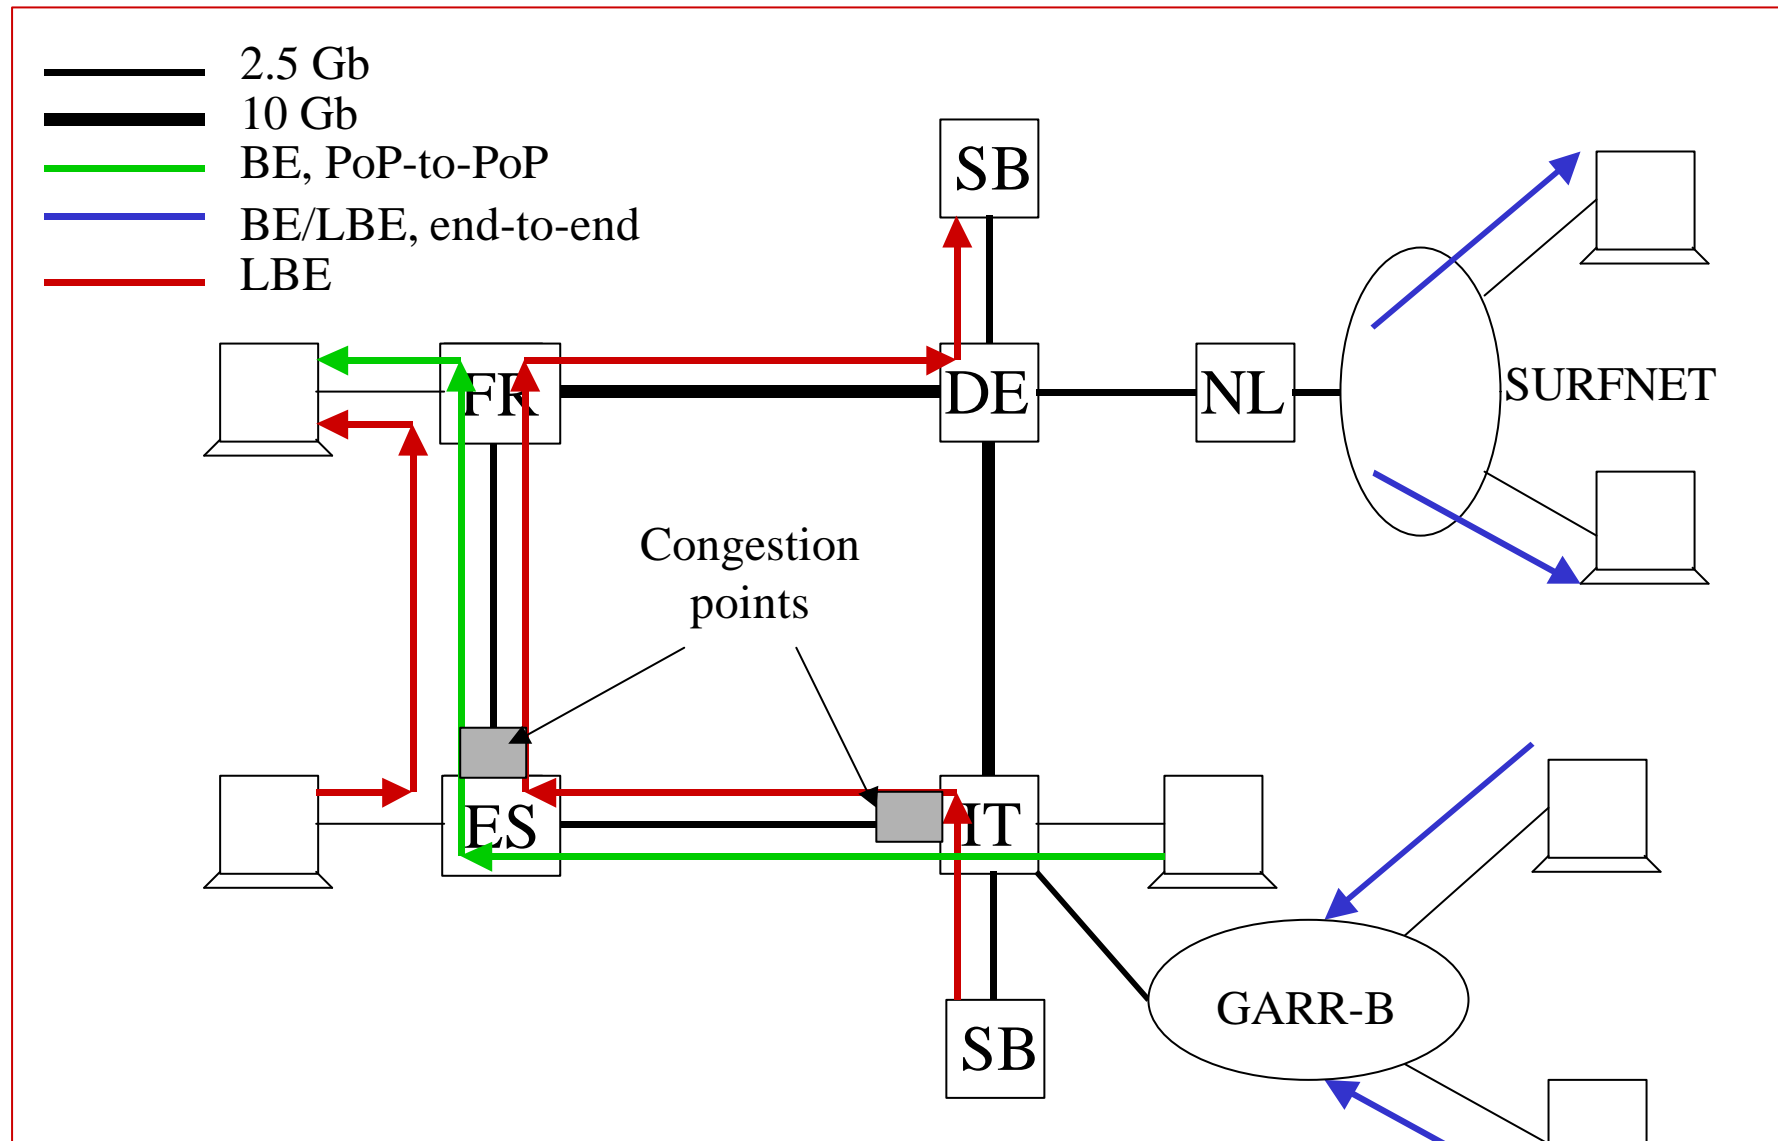 2.5 Gb
10 Gb
BE, PoP-to-PoP
BE/LBE, end-to-end
LBE
SB
FR
DE
NL
SURFNET
Congestion
points
ES
IT
GARR-B
SB